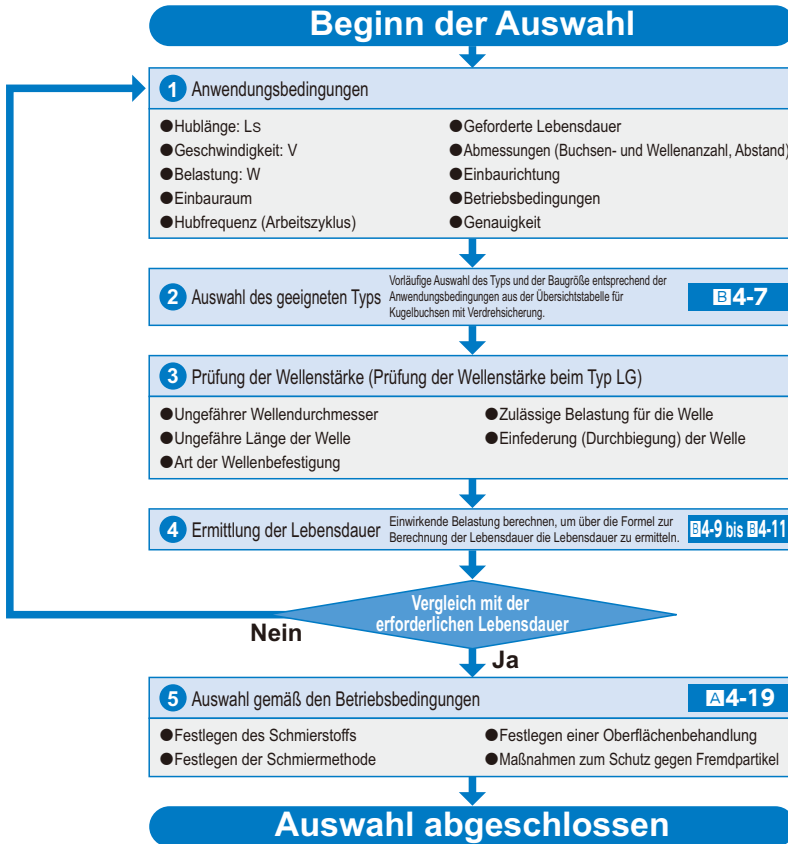 Beginn der Auswahl
1 Anwendungsbedingungen
●Hublänge: Ls
●Geschwindigkeit: V
●Belastung: W
●Einbauraum
●Hubfrequenz (Arbeitszyklus)
●Geforderte Lebensdauer
●Abmessungen (Buchsen- und Wellenanzahl, Abstand)
●Einbaurichtung
●Betriebsbedingungen
●Genauigkeit
2 Auswahl des geeigneten Typs
Vorläufige Auswahl des Typs und der Baugröße entsprechend der
Anwendungsbedingungen aus der Übersichtstabelle für
Kugelbuchsen mit Verdrehsicherung.
B4-7
3 Prüfung der Wellenstärke (Prüfung der Wellenstärke beim Typ LG)
●Ungefährer Wellendurchmesser
●Ungefähre Länge der Welle
●Art der Wellenbefestigung
●Zulässige Belastung für die Welle
●Einfederung (Durchbiegung) der Welle
4 Ermittlung der Lebensdauer
Einwirkende Belastung berechnen, um über die Formel zur
Berechnung der Lebensdauer die Lebensdauer zu ermitteln.
B4-9 bis B4-11
Vergleich mit der
erforderlichen Lebensdauer
Nein
Ja
5 Auswahl gemäß den Betriebsbedingungen
A4-19
●Festlegen des Schmierstoffs
●Festlegen der Schmiermethode
●Festlegen einer Oberflächenbehandlung
●Maßnahmen zum Schutz gegen Fremdpartikel
Auswahl abgeschlossen